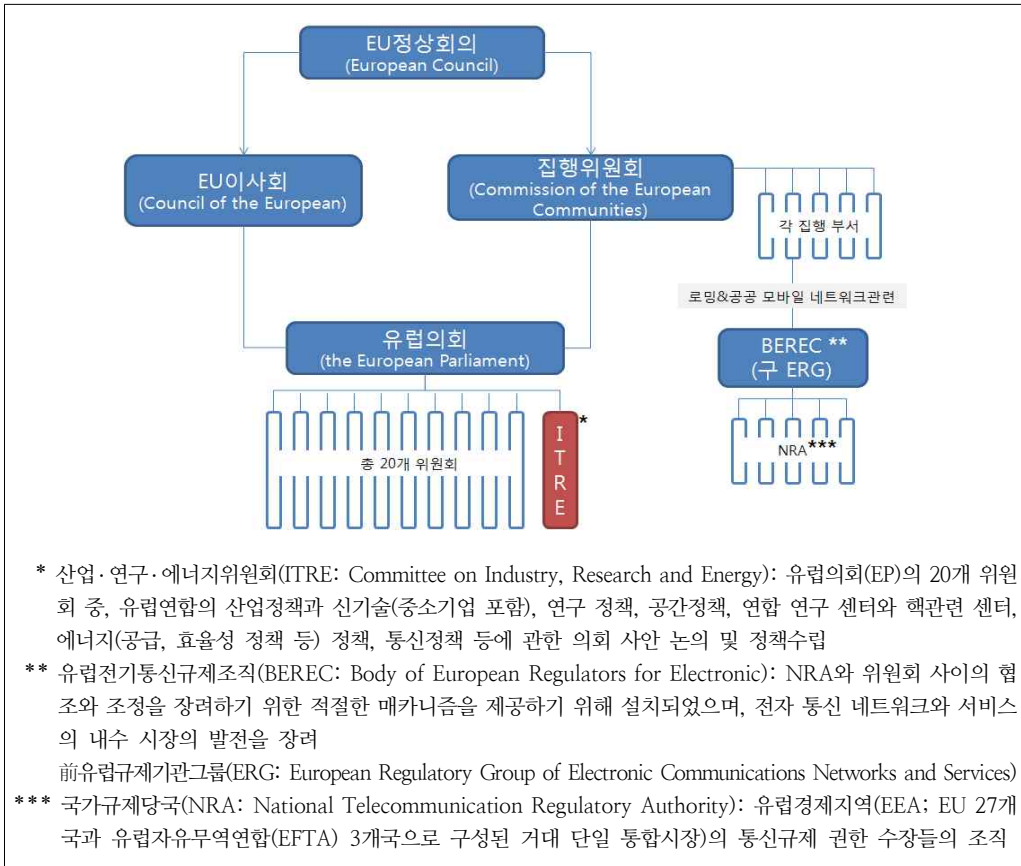 EU정상회의
(European Council)
EU이사회
(Council of the European)
집행위원회
(Commission of the European
Communities)
각 집행 부서
로밍&공공 모바일 네트워크관련
유럽의회
(the European Parliament)
BEREC **
(구 ERG)
총 20개 위원회
I
T
R
E
*
NRA***
* 산업·연구·에너지위원회(ITRE: Committee on Industry, Research and Energy): 유럽의회(EP)의 20개 위원
회 중, 유럽연합의 산업정책과 신기술(중소기업 포함), 연구 정책, 공간정책, 연합 연구 센터와 핵관련 센터,
에너지(공급, 효율성 정책 등) 정책, 통신정책 등에 관한 의회 사안 논의 및 정책수립
** 유럽전기통신규제조직(BEREC: Body of European Regulators for Electronic): NRA와 위원회 사이의 협
조와 조정을 장려하기 위한 적절한 매카니즘을 제공하기 위해 설치되었으며, 전자 통신 네트워크와 서비스
의 내수 시장의 발전을 장려
前유럽규제기관그룹(ERG: European Regulatory Group of Electronic Communications Networks and Services)
*** 국가규제당국(NRA: National Telecommunication Regulatory Authority): 유럽경제지역(EEA; EU 27개
국과 유럽자유무역연합(EFTA) 3개국으로 구성된 거대 단일 통합시장)의 통신규제 권한 수장들의 조직